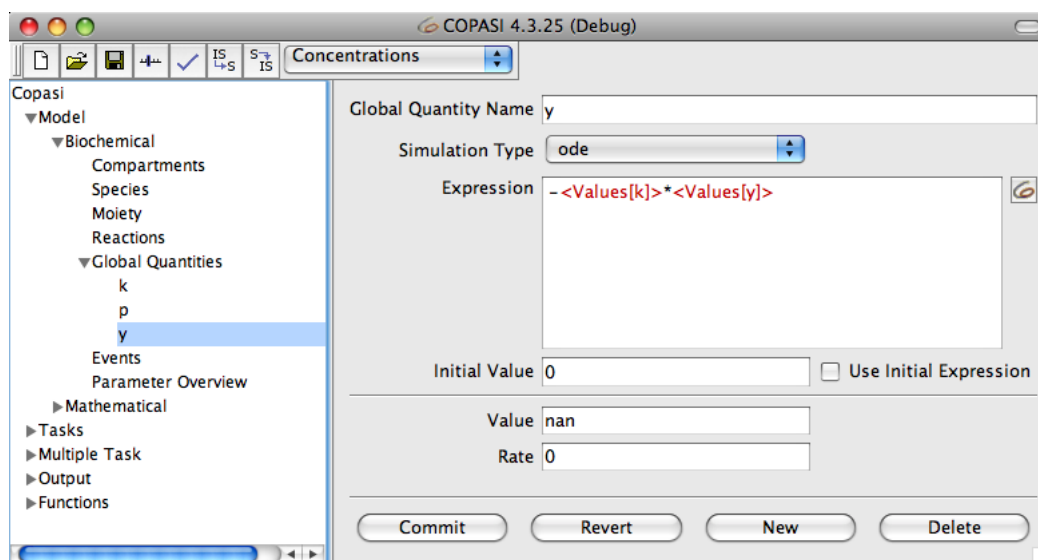 COPASI 4.3.25 (Debug)
IS S S IS Concentrations
Copasi
Model
Biochemical
Compartments
Species
Moiety
Reactions
Global Quantities
k
p
y
Events
Parameter Overview
Mathematical
Tasks
Multiple Task
Output
Functions
Global Quantity Name y
Simulation Type ode
Expression -<Values[k]>*<Values[y]>
Initial Value 0 Use Initial Expression
Value nan
Rate 0
Commit Revert New Delete